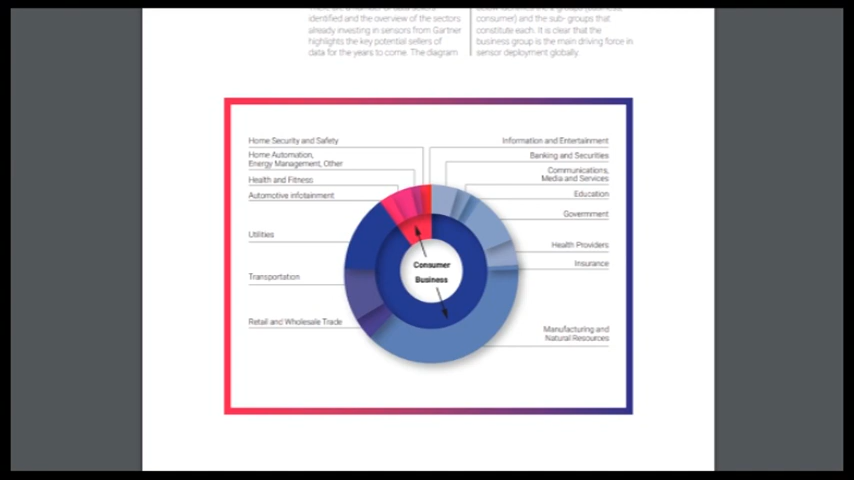 identified and the overview of the sectors
already investing in sensors from Gartner
highlights the key potential sellers of
data for the years to come. The diagram
consumer) and the sub- groups that
constitute each. It is clear that the
business group is the main driving force in
sensor deployment globally.
Home Security and Safety
Home Automation,
Energy Management, Other
Health and Fitness
Automotive infotainment
Utilities
Transportation
Retail and Wholesale Trade
Information and Entertainment
Banking and Securities
Communications,
Media and Services
Education
Government
Health Providers
Insurance
Manufacturing and
Natural Resources
Consumer
Business